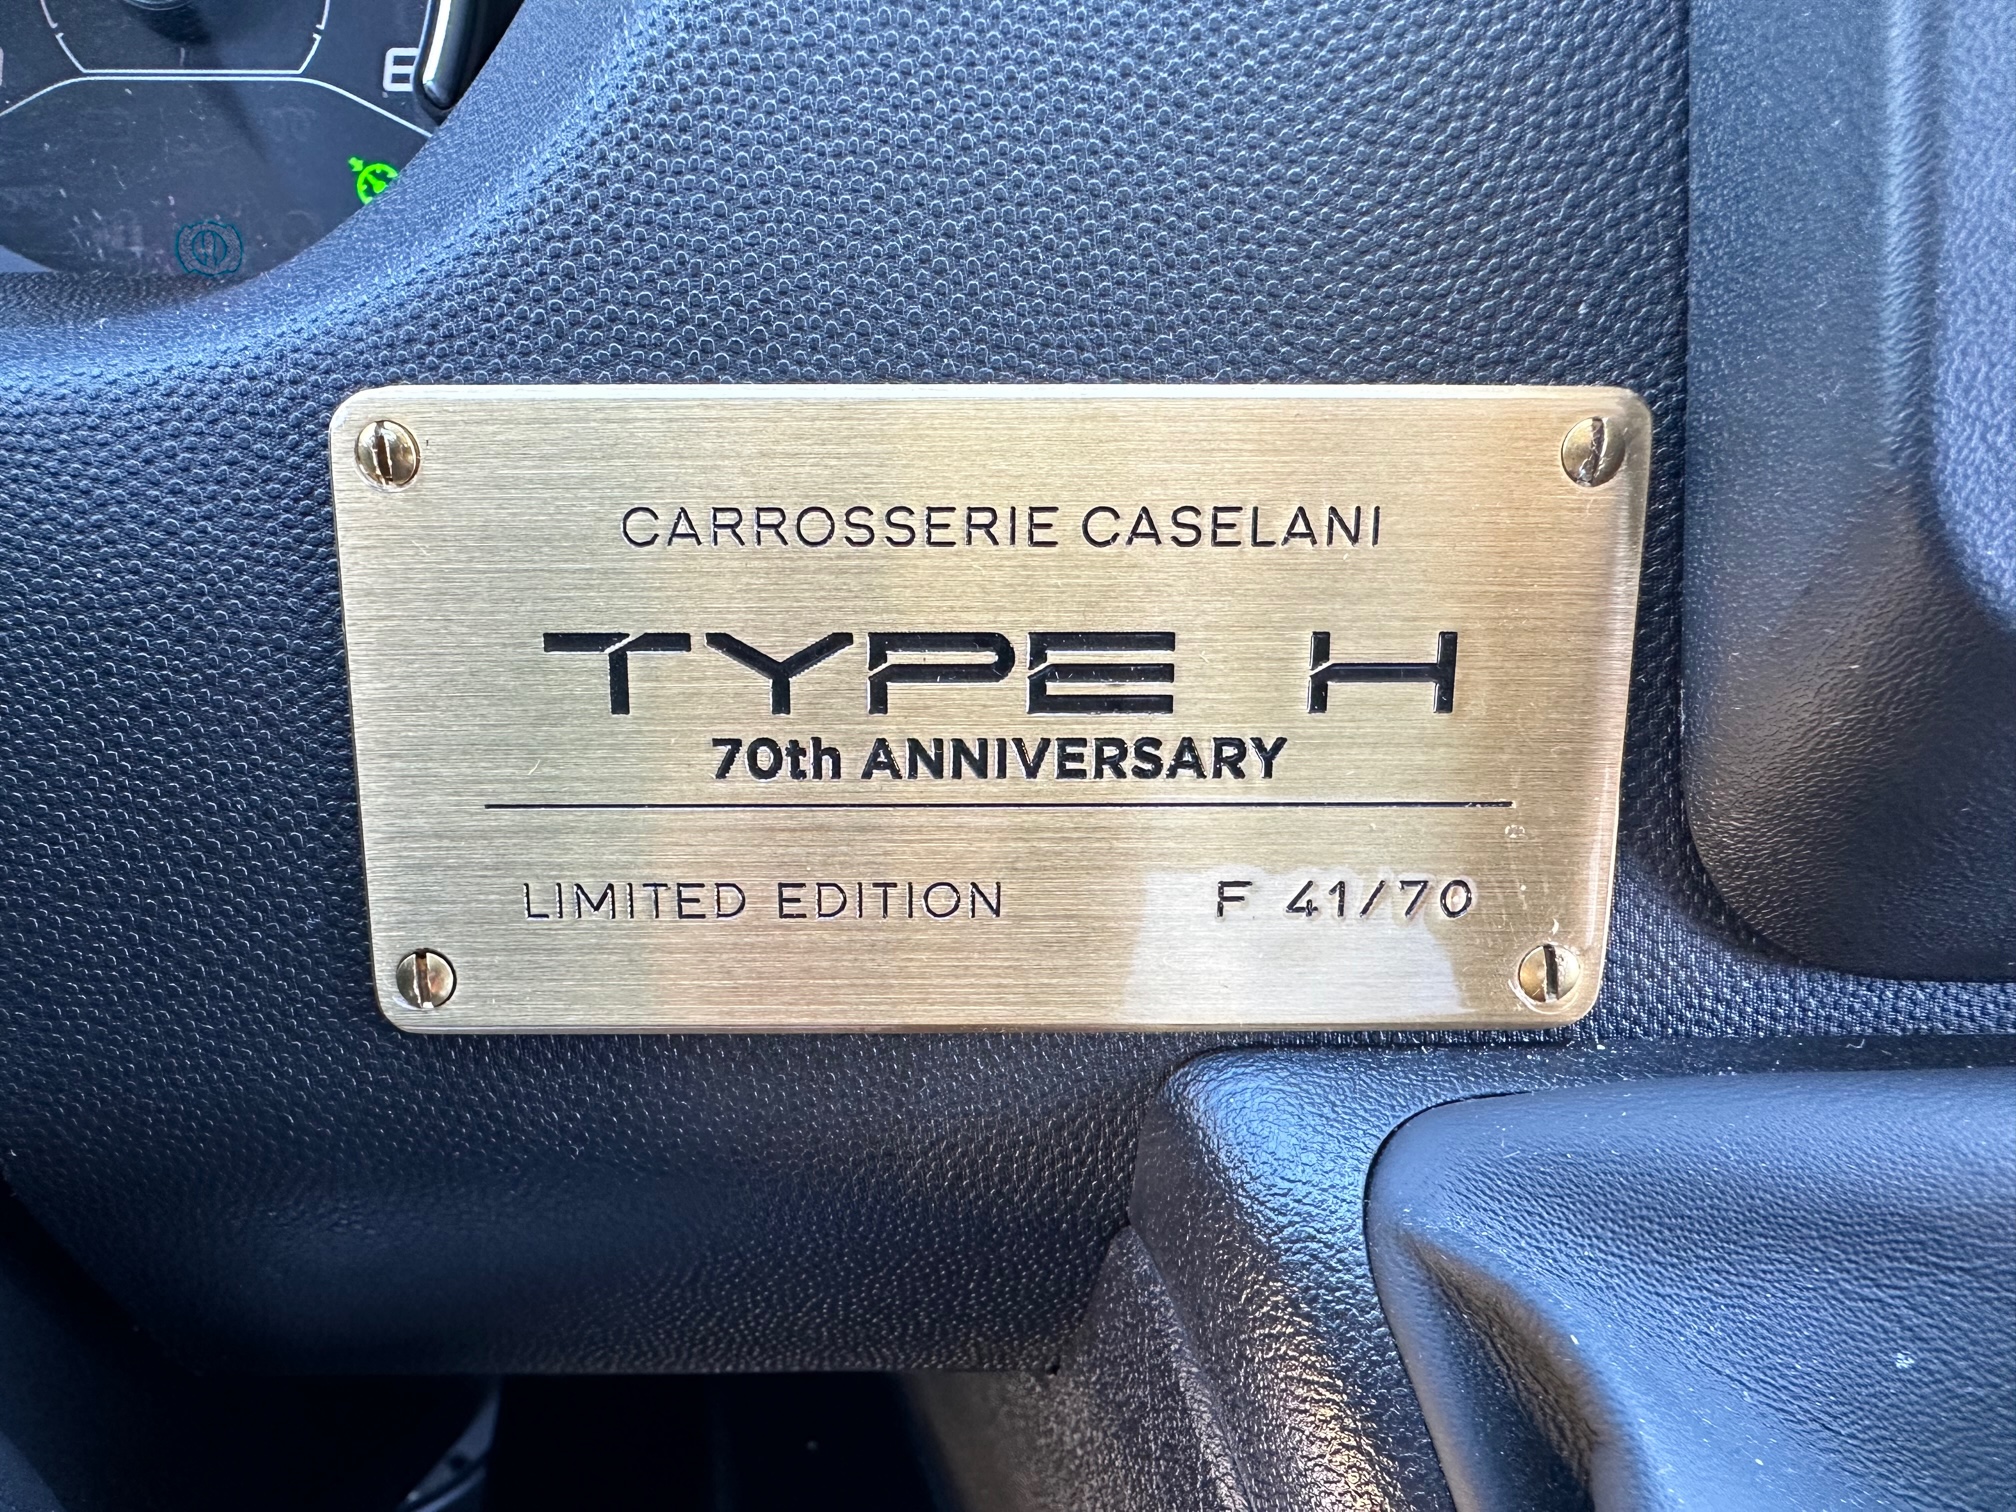 CARROSSERIE CASELANI
TYPE H
70th ANNIVERSARY
LIMITED EDITION F 41/70